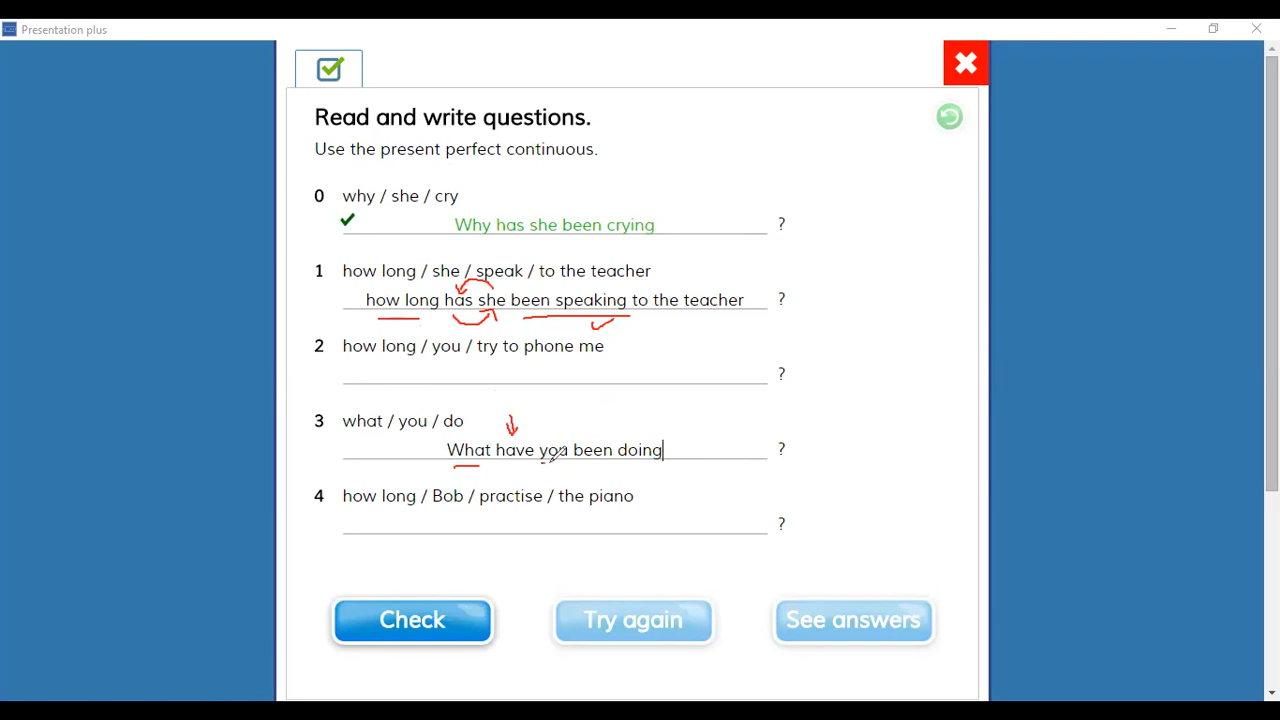 Presentation plus
Read and write questions.
Use the present perfect continuous.
0 why / she / cry
Why has she been crying ?
1 how long / she / speak / to the teacher
how long has she been speaking to the teacher ?
2 how long / you / try to phone me
?
3 what / you / do
What have you been doing ?
4 how long / Bob / practise / the piano
?
Check Try again See answers